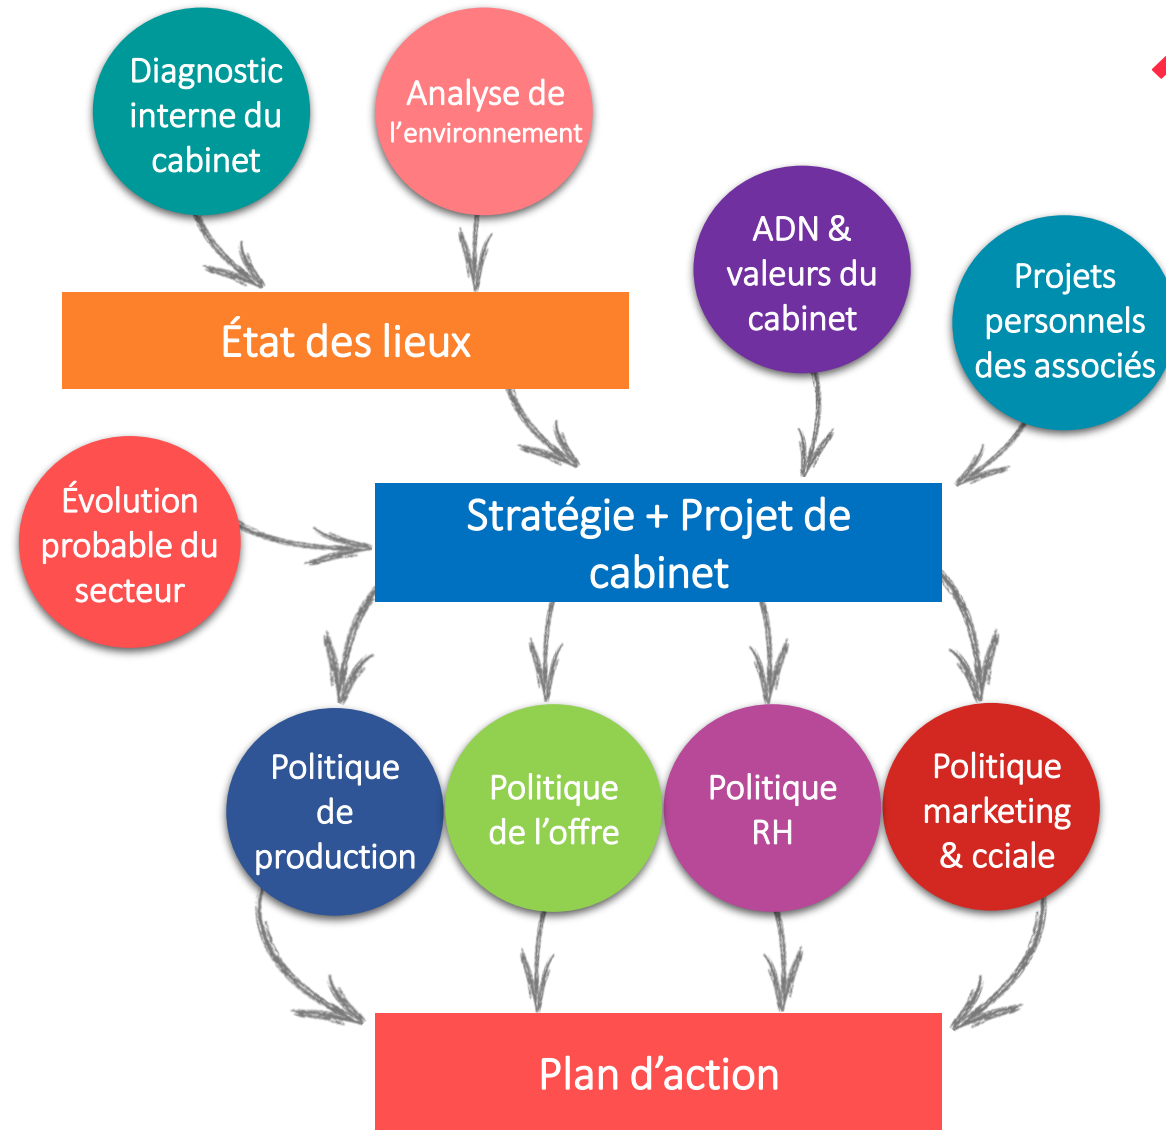 Diagnostic
interne du
cabinet
Analyse de
l’environnement
ADN &
valeurs du
cabinet
Projets
personnels
des associés
État des lieux
Évolution
probable du
secteur
Stratégie + Projet de
cabinet
Politique
de
production
Politique
de l’offre
Politique
RH
Politique
marketing
& cciale
Plan d’action